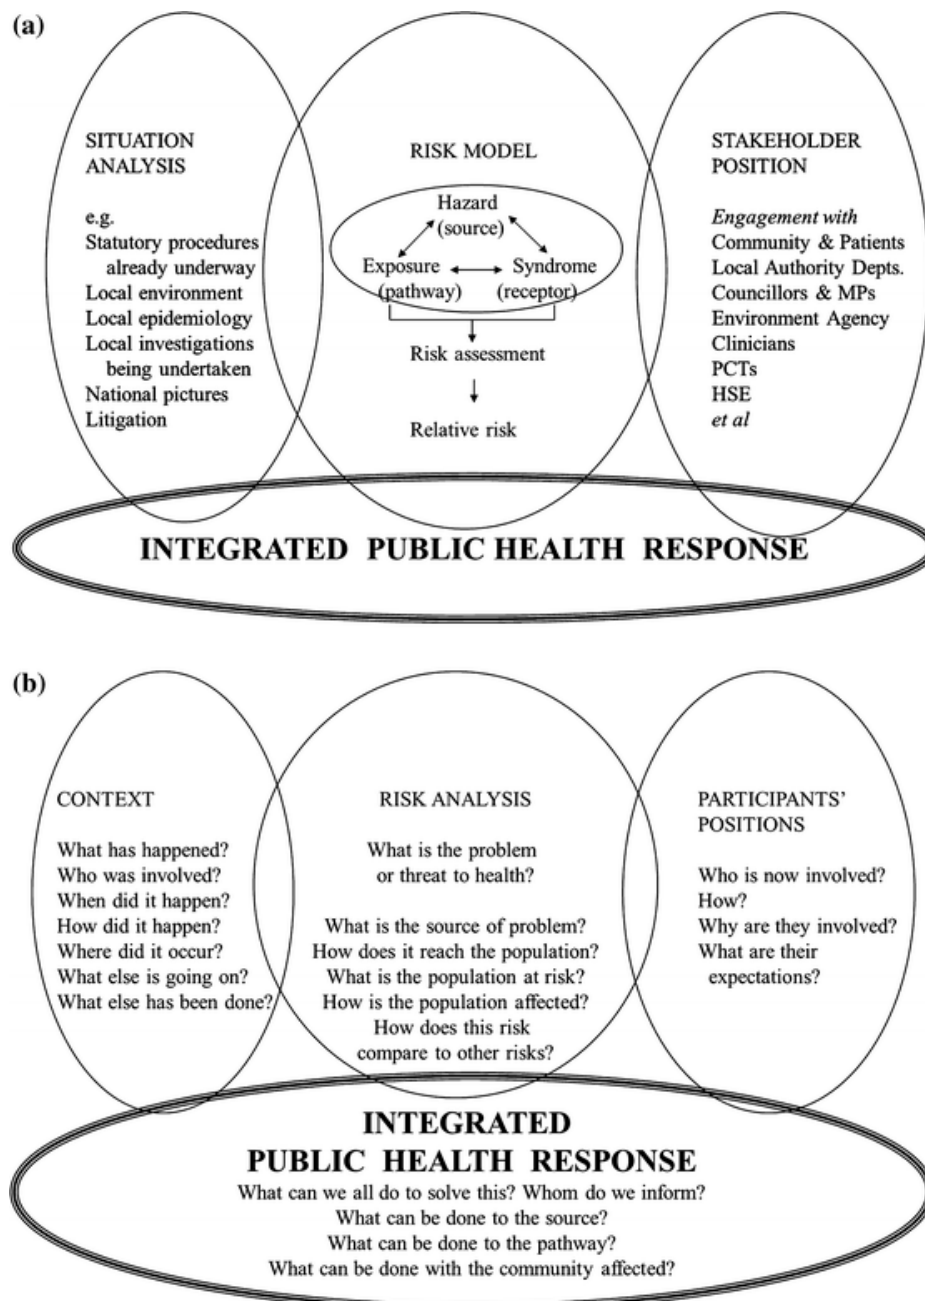 (a)
SITUATION
ANALYSIS
e.g.
Statutory procedures
already underway
Local environment
Local epidemiology
Local investigations
being undertaken
National pictures
Litigation
RISK MODEL
Hazard
(source)
Exposure
(pathway)
Syndrome
(receptor)
Risk assessment
Relative risk
STAKEHOLDER
POSITION
Engagement with
Community & Patients
Local Authority Depts.
Councillors & MPs
Environment Agency
Clinicians
PCTs
HSE
et al
INTEGRATED PUBLIC HEALTH RESPONSE
(b)
CONTEXT
What has happened?
Who was involved?
When did it happen?
How did it happen?
Where did it occur?
What else is going on?
What else has been done?
RISK ANALYSIS
What is the problem
or threat to health?
What is the source of problem?
How does it reach the population?
What is the population at risk?
How is the population affected?
How does this risk
compare to other risks?
PARTICIPANTS'
POSITIONS
Who is now involved?
How?
Why are they involved?
What are their
expectations?
INTEGRATED
PUBLIC HEALTH RESPONSE
What can we all do to solve this? Whom do we inform?
What can be done to the source?
What can be done to the pathway?
What can be done with the community affected?